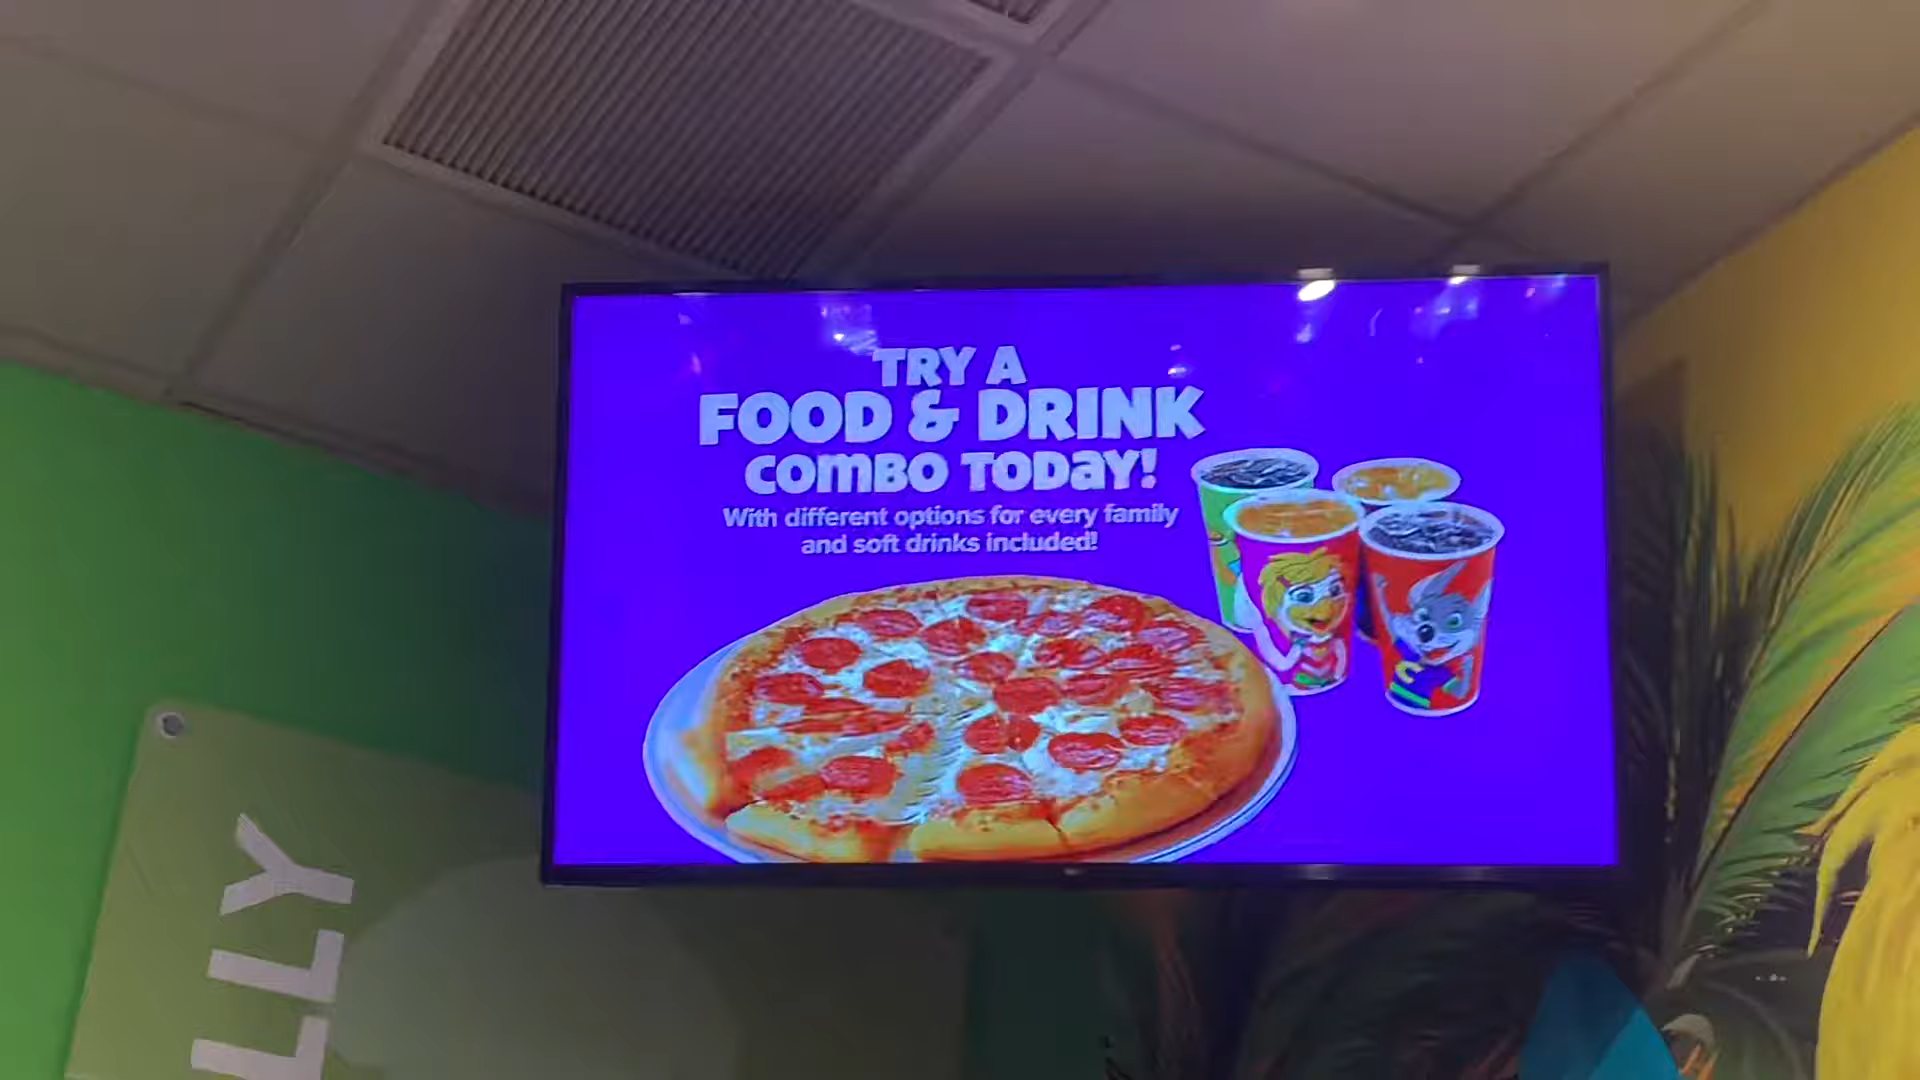 TRY A
FOOD & DRINK
COMBO TODAY!
With different options for every family
and soft drinks included!
LLY